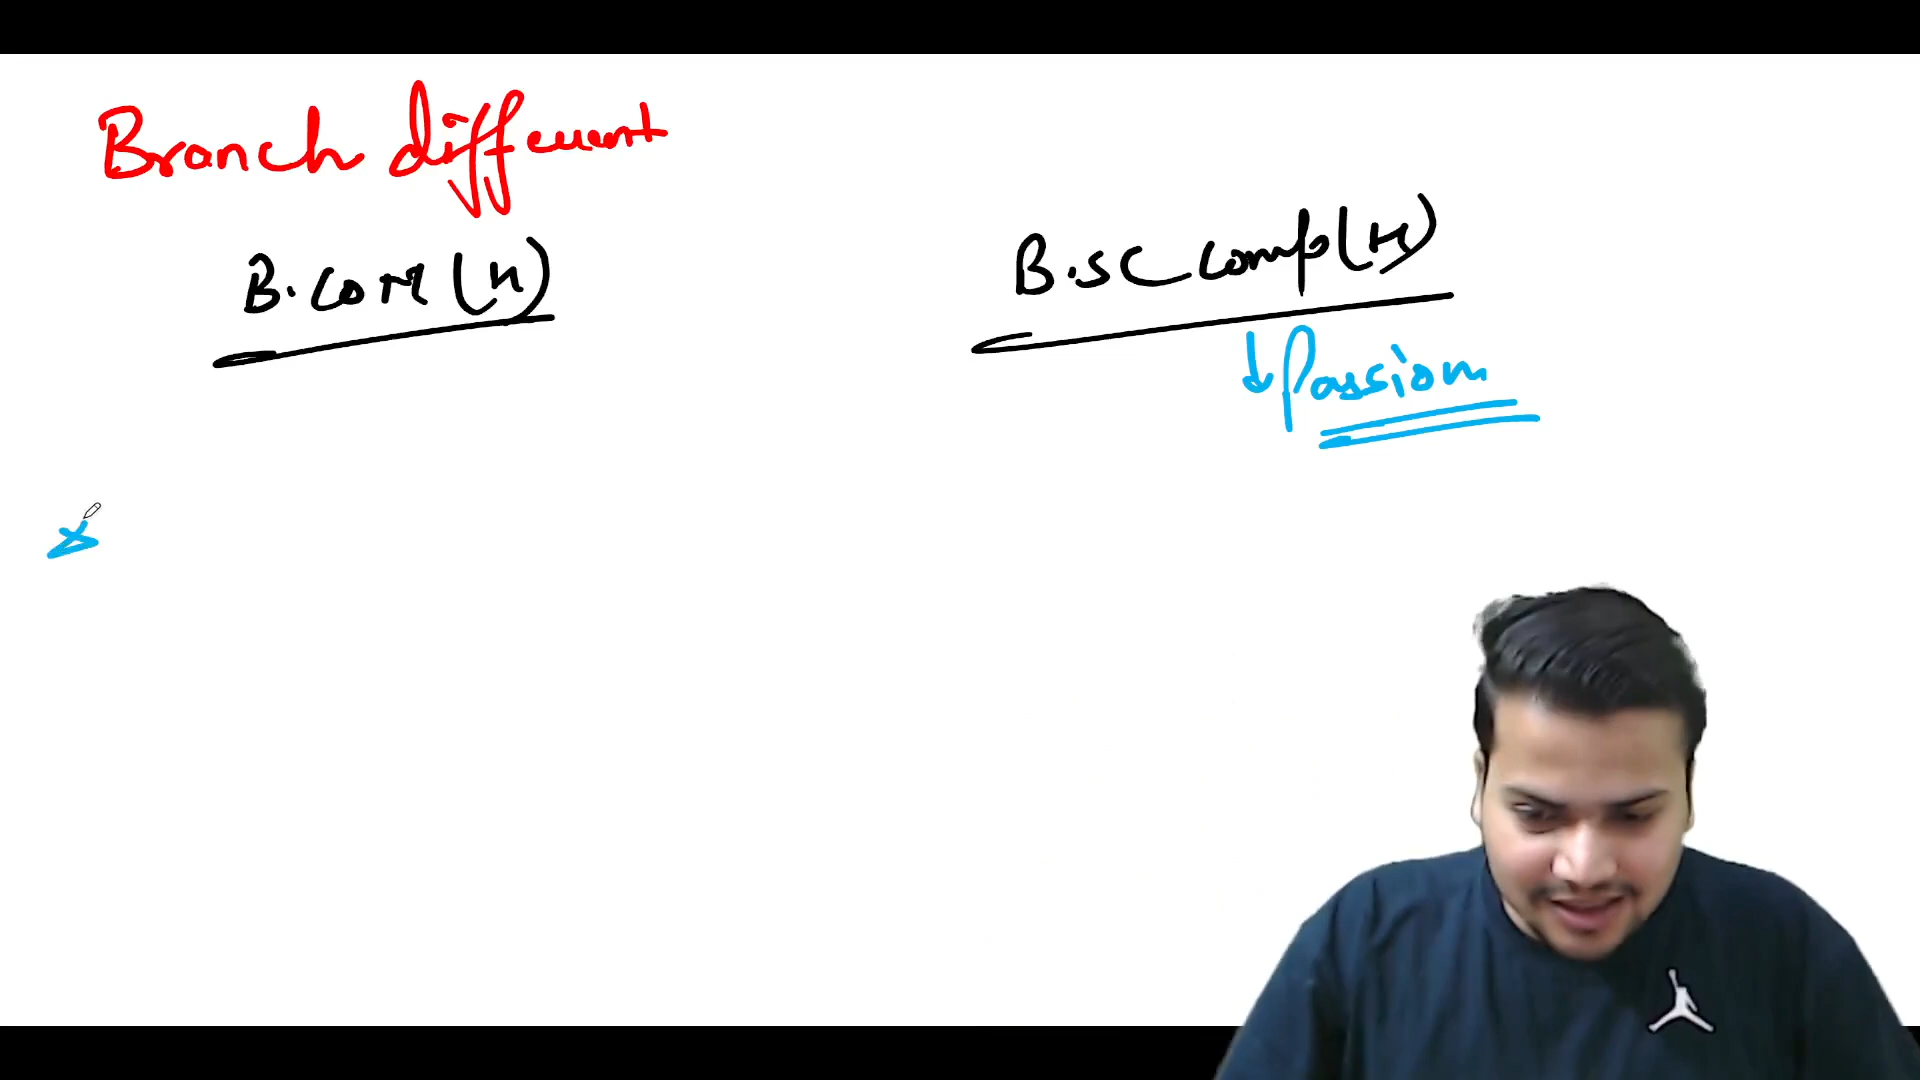 Branch different
B.COM (H)
B.SC Comp(H)
↓ Passion